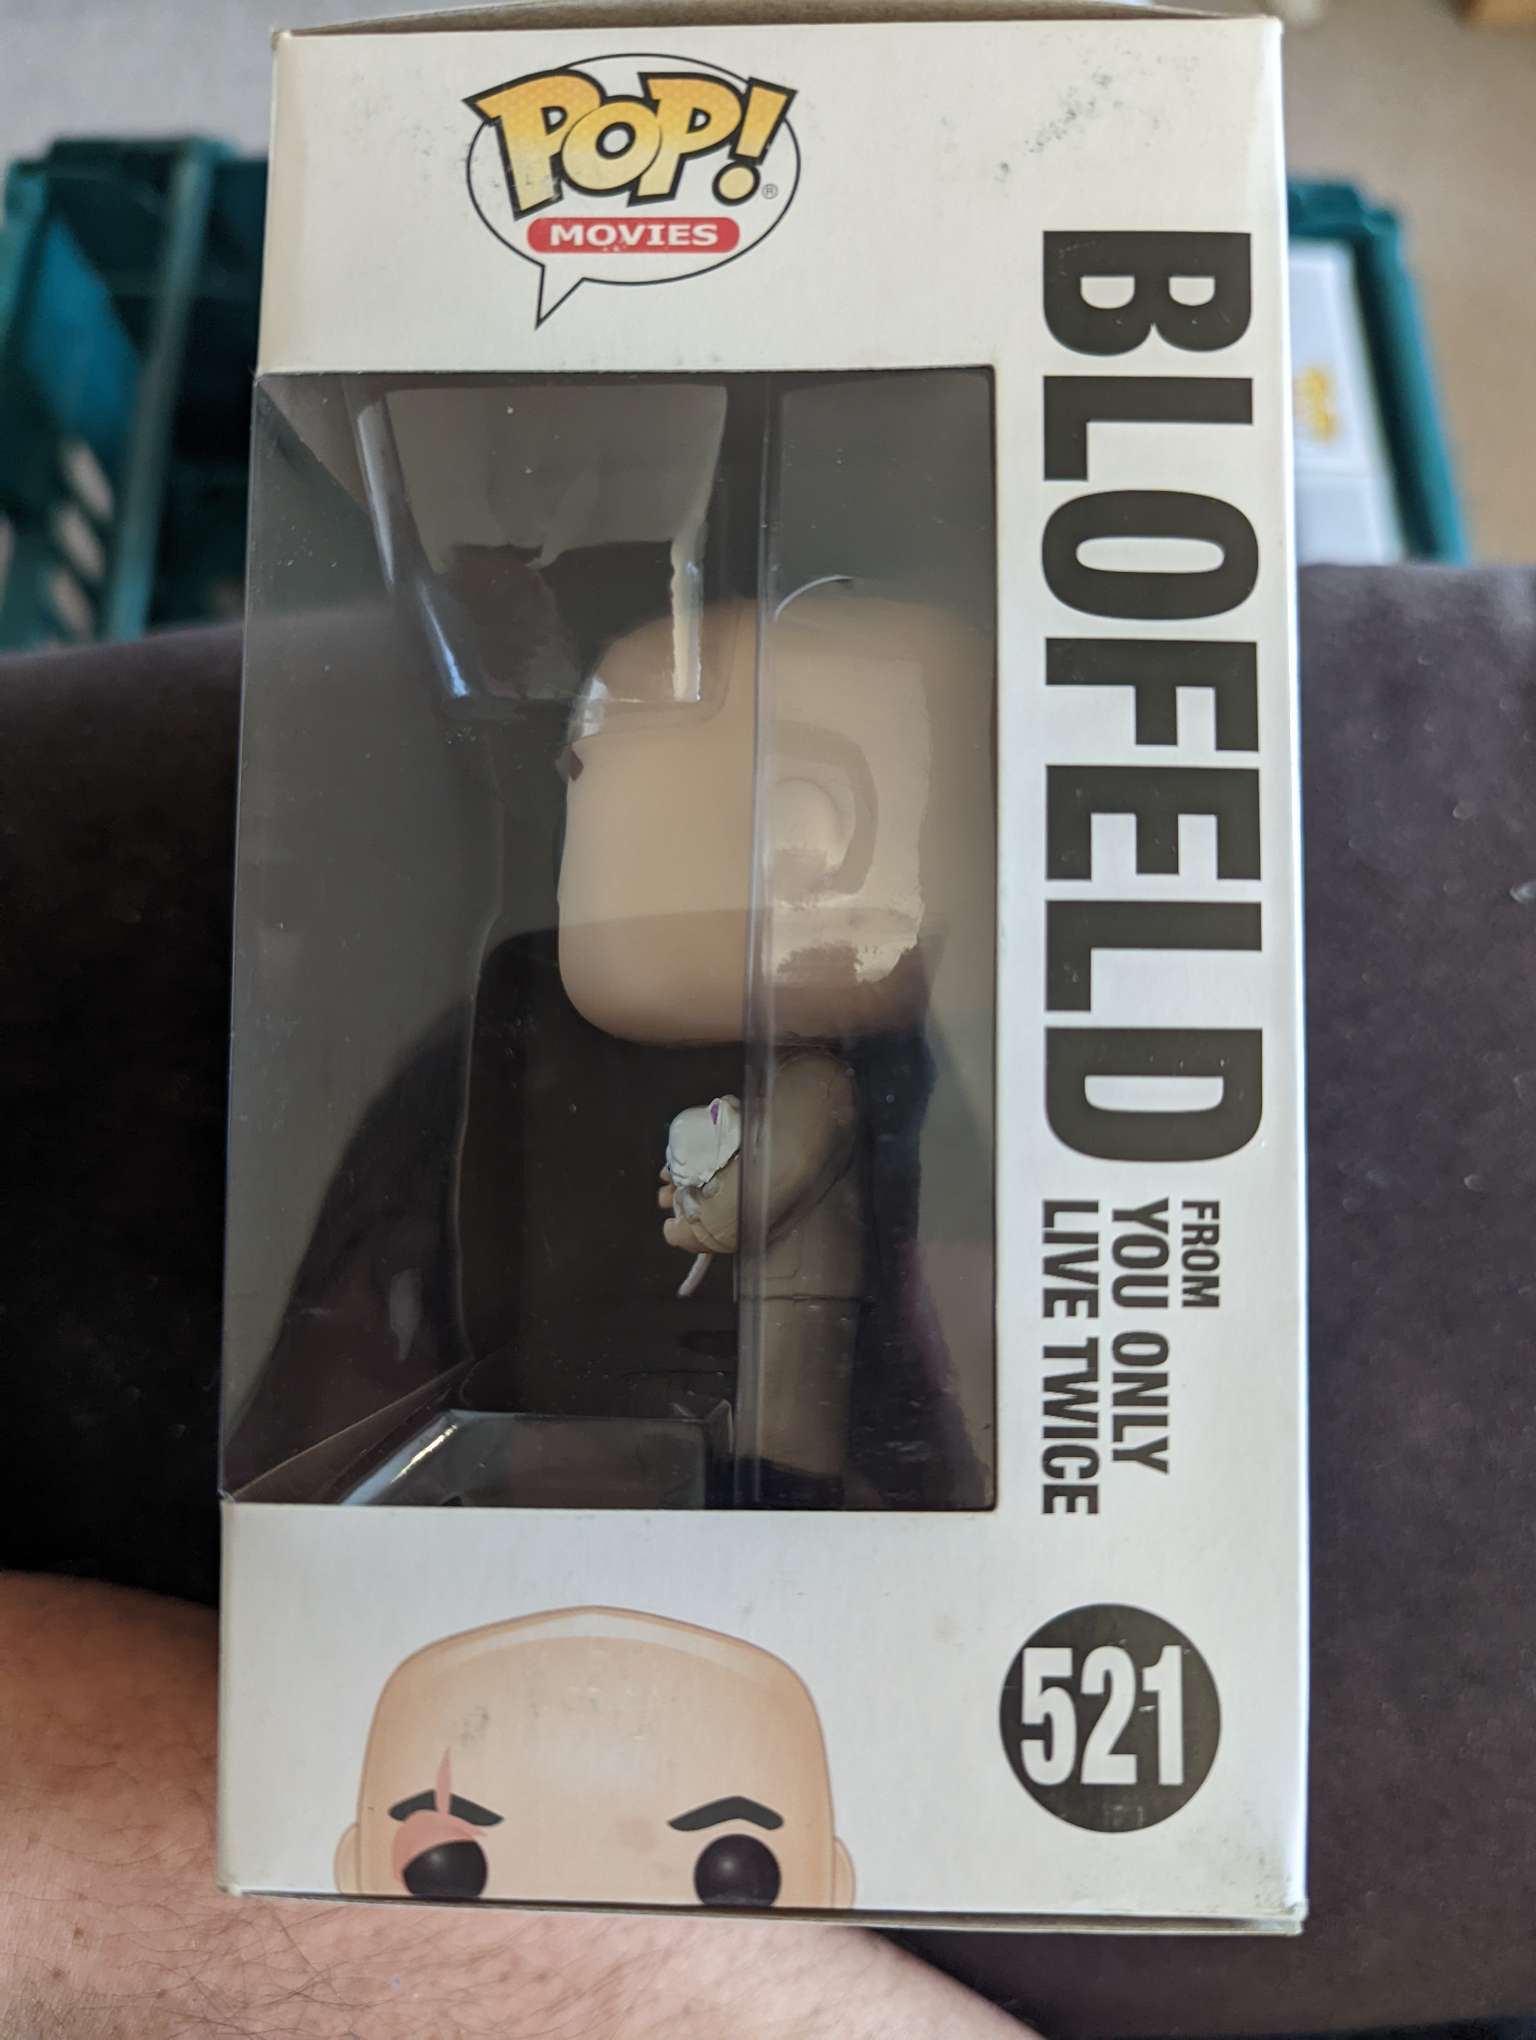 POP!®
MOVIES
BLOFELD
FROM
YOU ONLY
LIVE TWICE
521